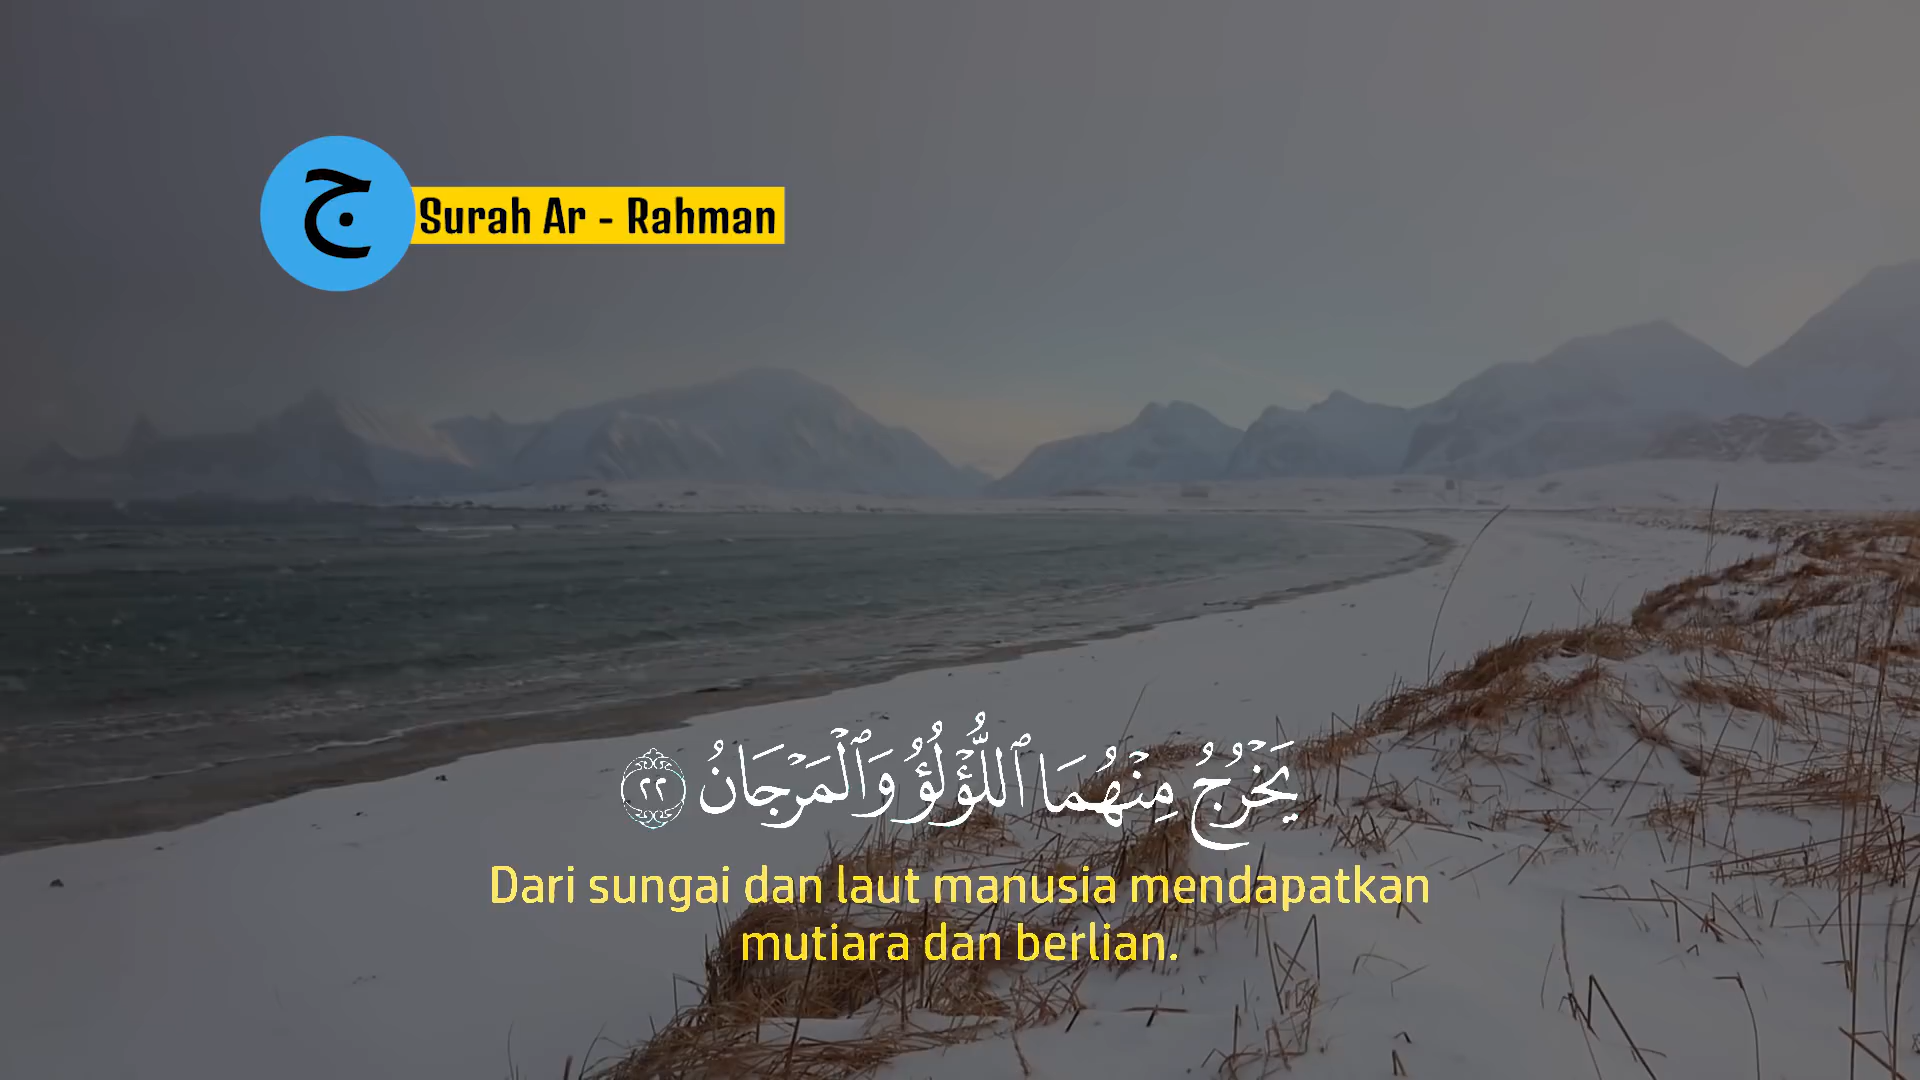 ج
Surah Ar - Rahman
يَخْرُجُ مِنْهُمَا ٱللُّؤْلُؤُ وَٱلْمَرْجَانُ ٢٢
Dari sungai dan laut manusia mendapatkan
mutiara dan berlian.